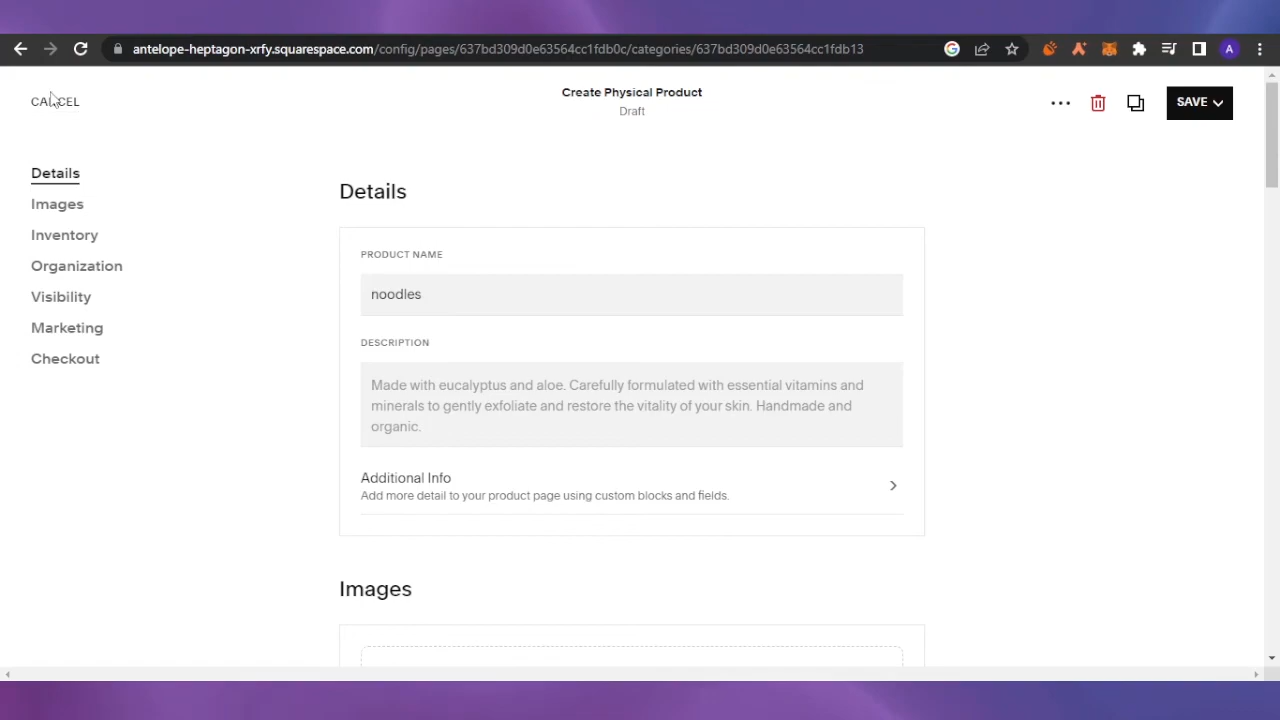 antelope-heptagon-xrfy.squarespace.com/config/pages/637bd309d0e63564cc1fdb0c/categories/637bd309d0e63564cc1fdb13
A
CANCEL
Create Physical Product
Draft
SAVE
Details
Images
Inventory
Organization
Visibility
Marketing
Checkout
Details
PRODUCT NAME
noodles
DESCRIPTION
Made with eucalyptus and aloe. Carefully formulated with essential vitamins and
minerals to gently exfoliate and restore the vitality of your skin. Handmade and
organic.
Additional Info
Add more detail to your product page using custom blocks and fields.
Images